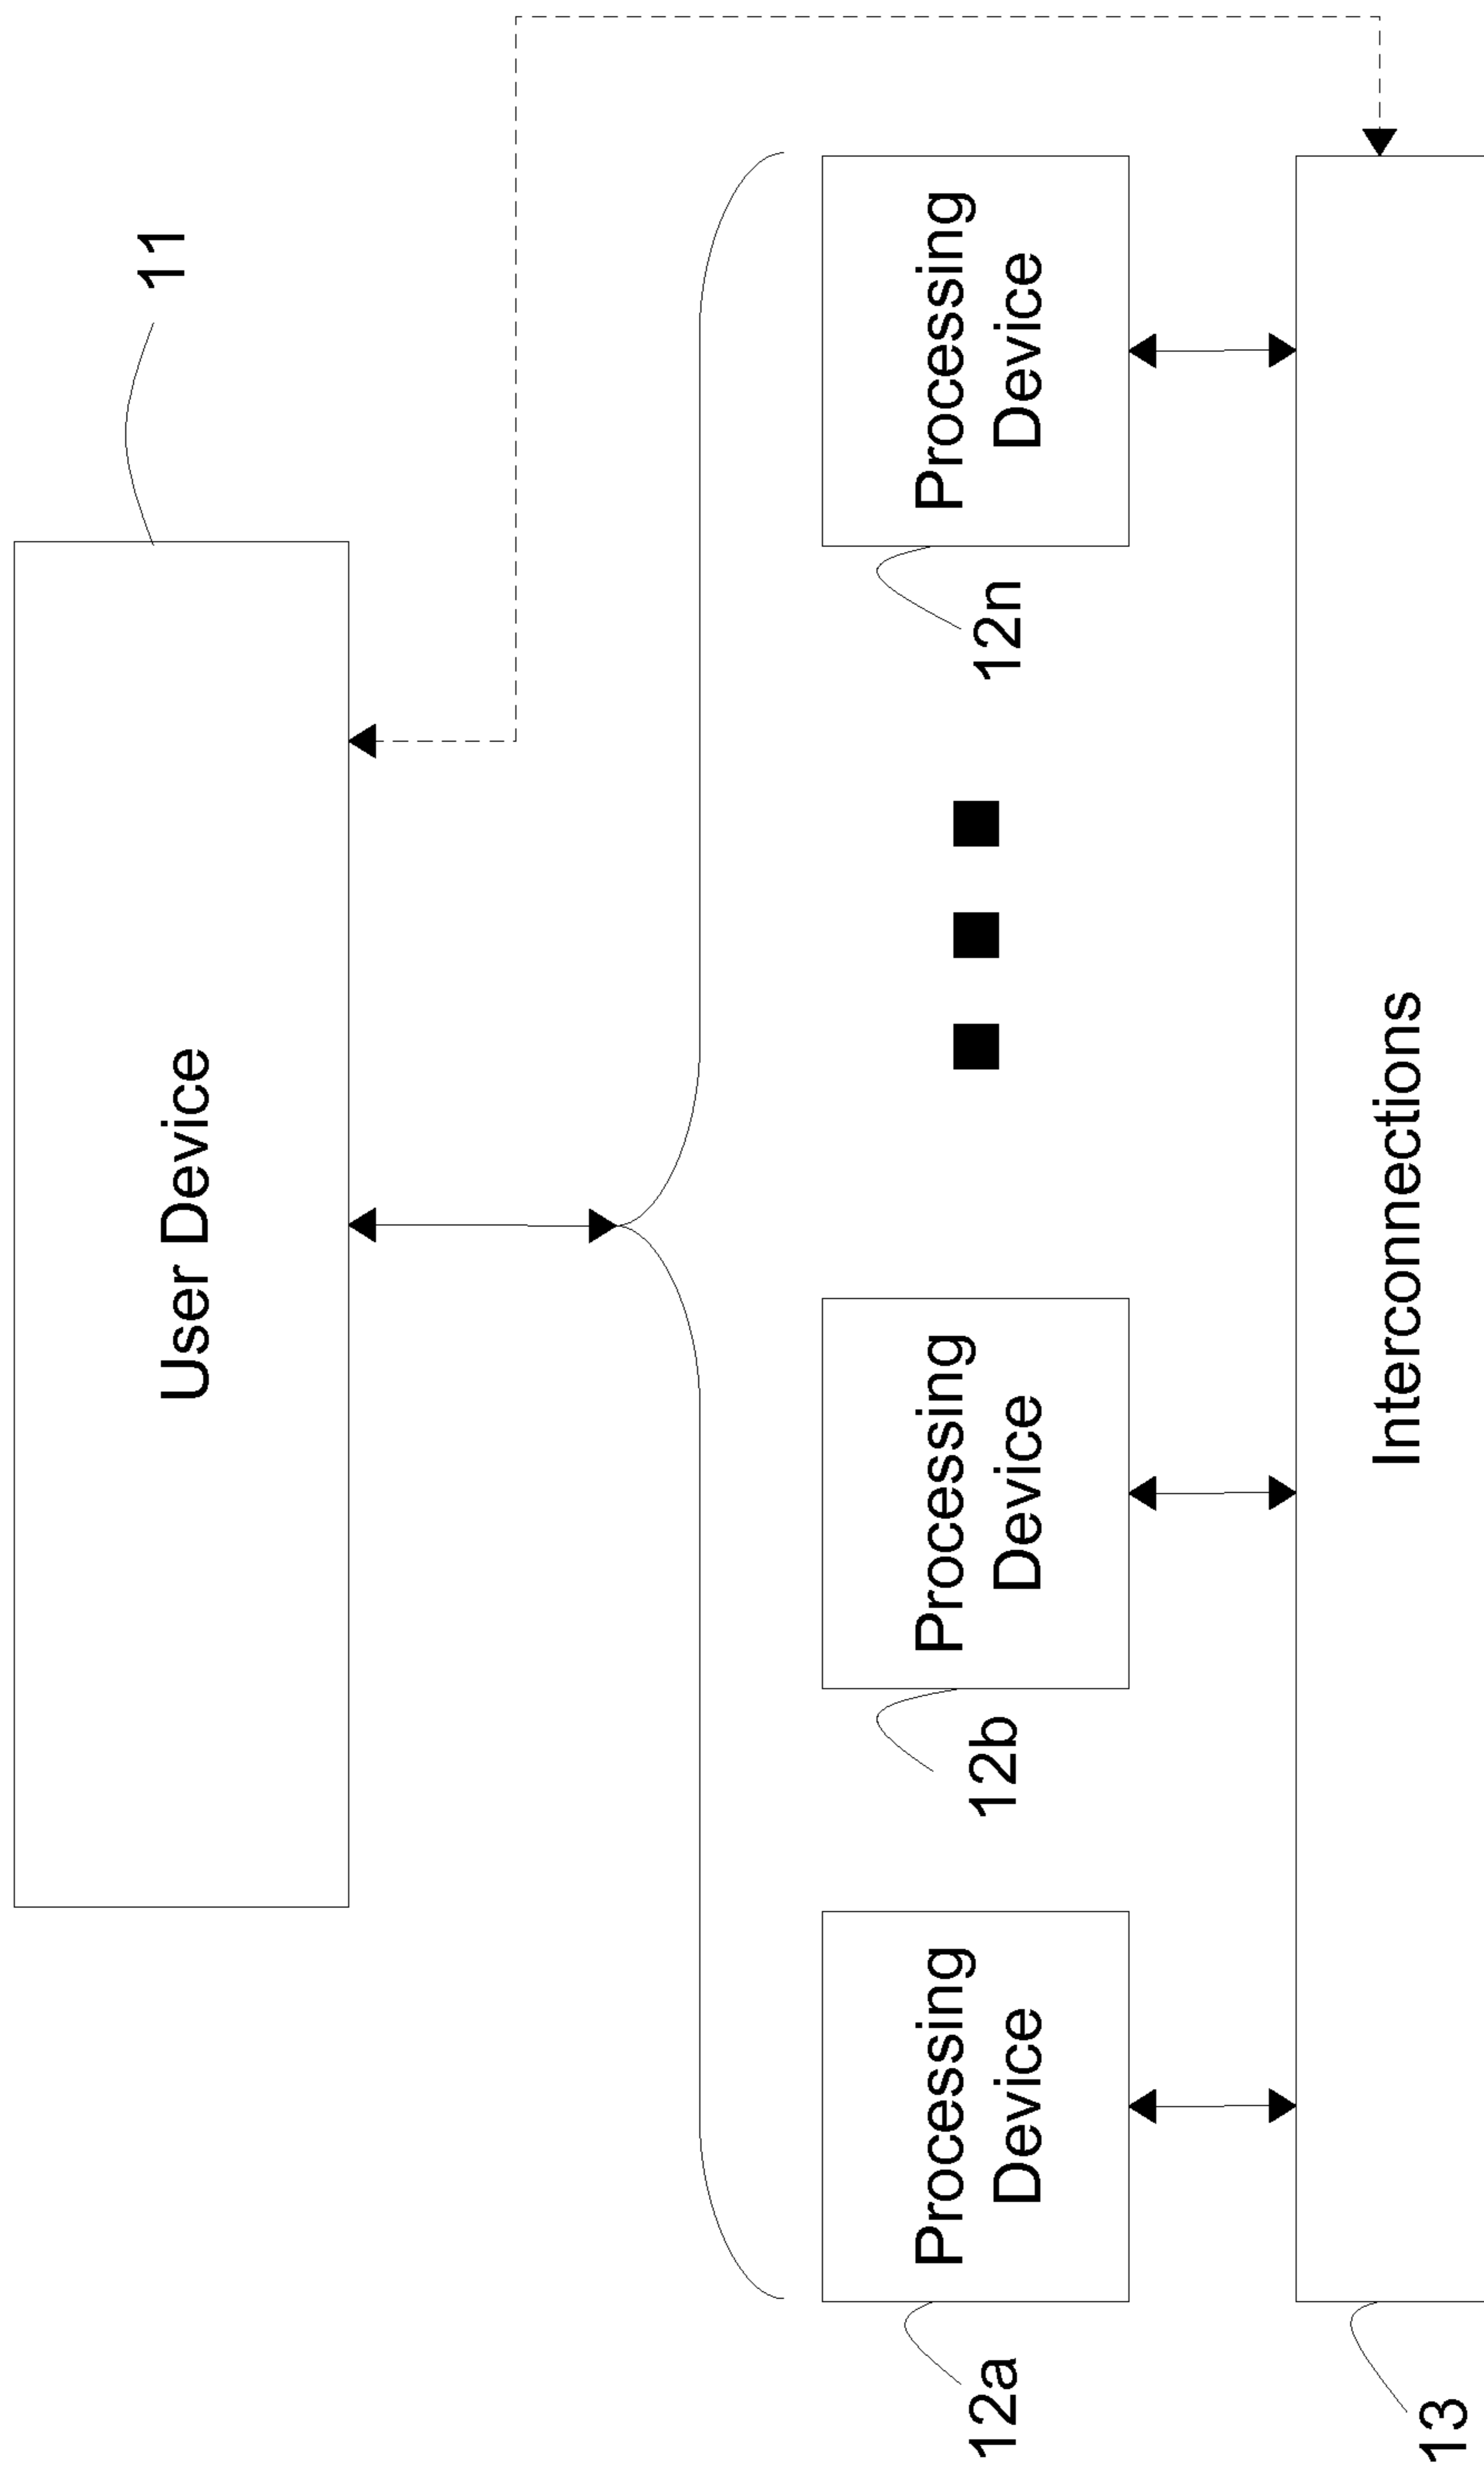 11
User Device
Processing
Device
Processing
Device
Processing
Device
12a
12b
12n
Interconnections
13